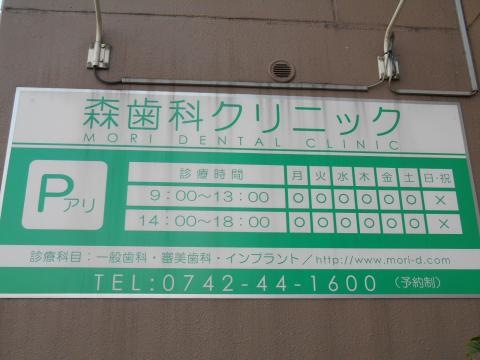 森歯科クリニック
MORI DENTAL CLINIC
Pアリ
診療時間 月 火 水 木 金 土 日・祝
9:00〜13:00 ○ ○ ○ ○ ○ ○ ×
14:00〜18:00 ○ ○ ○ ○ ○ ○ ×
診療科目:一般歯科・審美歯科・インプラント/http://www.mori-d.com
TEL:0742-44-1600(予約制)